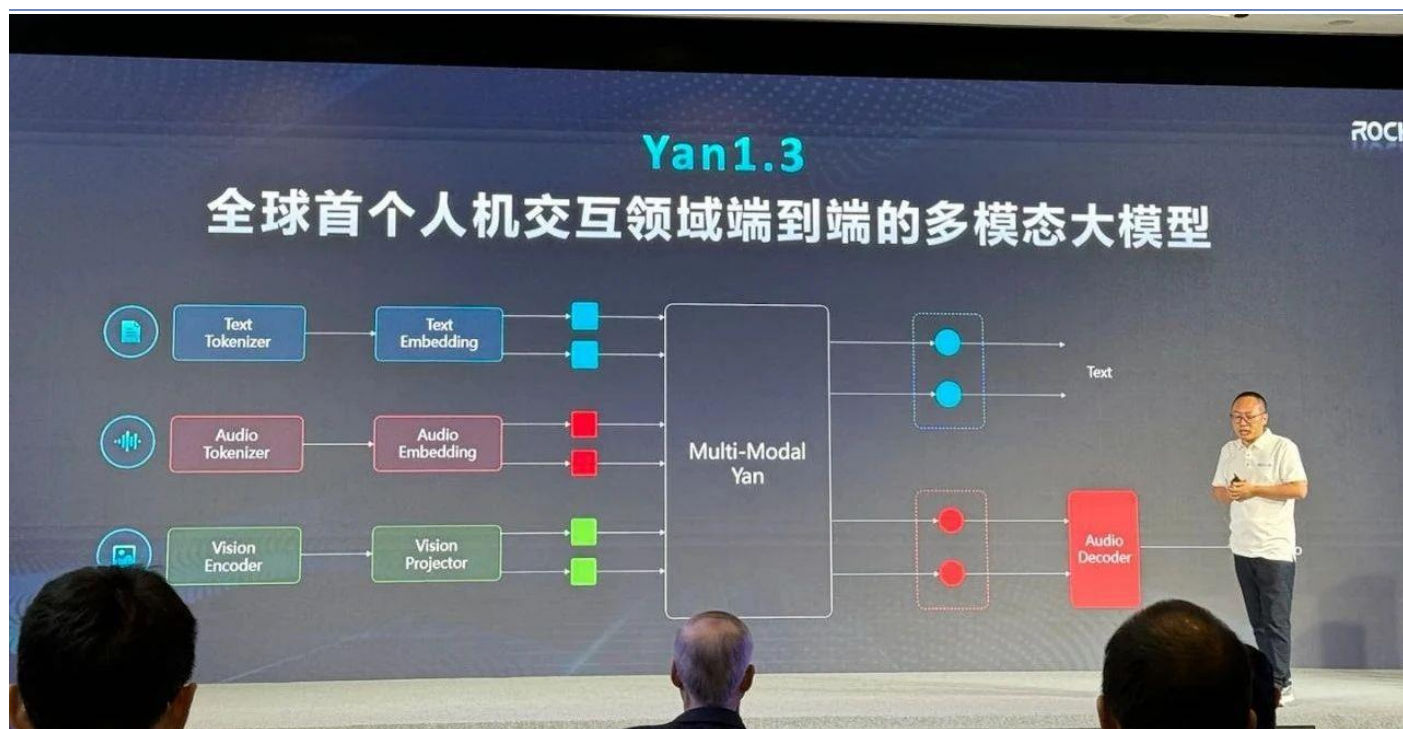 ROCK
Yan1.3
全球首个人机交互领域端到端的多模态大模型
Text
Tokenizer
Text
Embedding
Text
Audio
Tokenizer
Audio
Embedding
Multi-Modal
Yan
Vision
Encoder
Vision
Projector
Audio
Decoder